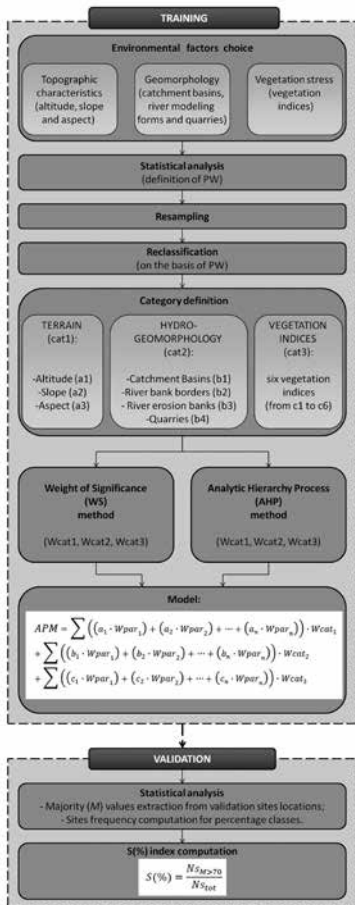 TRAINING
Environmental factors choice
Topographic
characteristics
(altitude, slope
and aspect)
Geomorphology
(catchment basins,
river modeling
forms and quarries)
Vegetation stress
(vegetation
indices)
Statistical analysis
(definition of PW)
Resampling
Reclassification
(on the basis of PW)
Category definition
TERRAIN
(cat1):
-Altitude (a1)
-Slope (a2)
-Aspect (a3)
HYDRO-
GEOMORPHOLOGY
(cat2):
-Catchment Basins (b1)
-River bank borders (b2)
- River erosion banks (b3)
- Quarries (b4)
VEGETATION
INDICES
(cat3):
six vegetation
indices
(from c1 to c6)
Weight of Significance
(WS)
method
(Wcat1, Wcat2, Wcat3)
Analytic Hierarchy Process
(AHP)
method
(Wcat1, Wcat2, Wcat3)
Model:
APM = ∑ ((a₁ · Wpar₁) + (a₂ · Wpar₂) + ⋯ + (aₙ · Wparₙ)) · Wcat₁
+ ∑ ((b₁ · Wpar₁) + (b₂ · Wpar₂) + ⋯ + (bₙ · Wparₙ)) · Wcat₂
+ ∑ ((c₁ · Wpar₁) + (c₂ · Wpar₂) + ⋯ + (cₙ · Wparₙ)) · Wcat₃
VALIDATION
Statistical analysis
- Majority (M) values extraction from validation sites locations;
- Sites frequency computation for percentage classes.
S(%) index computation
S(%) = Ns_M>70 / Ns_tot